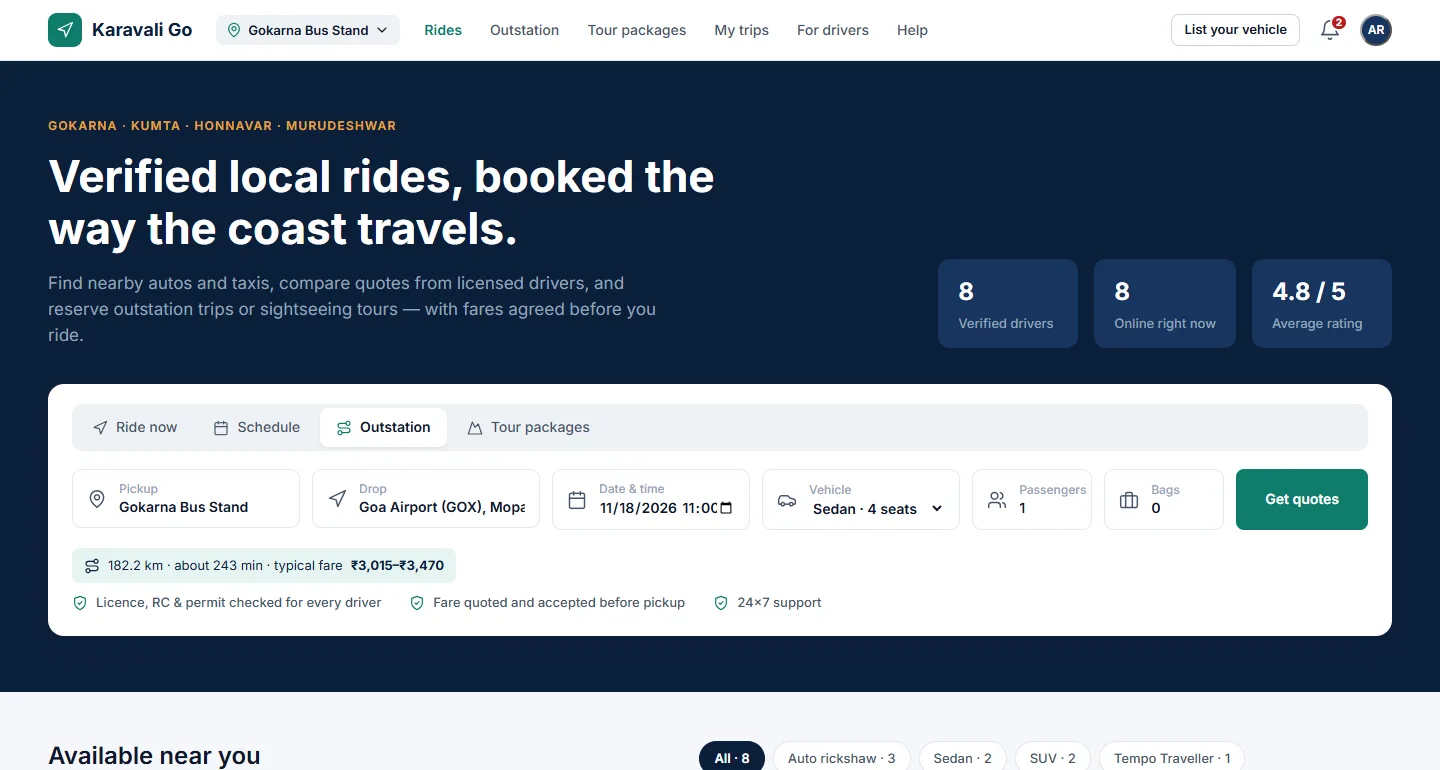 Karavali Go
Gokarna Bus Stand
Rides
Outstation
Tour packages
My trips
For drivers
Help
List your vehicle
2
AR
GOKARNA · KUMTA · HONNAVAR · MURUDESHWAR
Verified local rides, booked the
way the coast travels.
Find nearby autos and taxis, compare quotes from licensed drivers, and
reserve outstation trips or sightseeing tours — with fares agreed before you
ride.
8
Verified drivers
8
Online right now
4.8 / 5
Average rating
Ride now
Schedule
Outstation
Tour packages
Pickup
Gokarna Bus Stand
Drop
Goa Airport (GOX), Mopa
Date & time
11/18/2026 11:00
Vehicle
Sedan · 4 seats
Passengers
1
Bags
0
Get quotes
182.2 km · about 243 min · typical fare ₹3,015–₹3,470
Licence, RC & permit checked for every driver
Fare quoted and accepted before pickup
24×7 support
Available near you
All · 8
Auto rickshaw · 3
Sedan · 2
SUV · 2
Tempo Traveller · 1